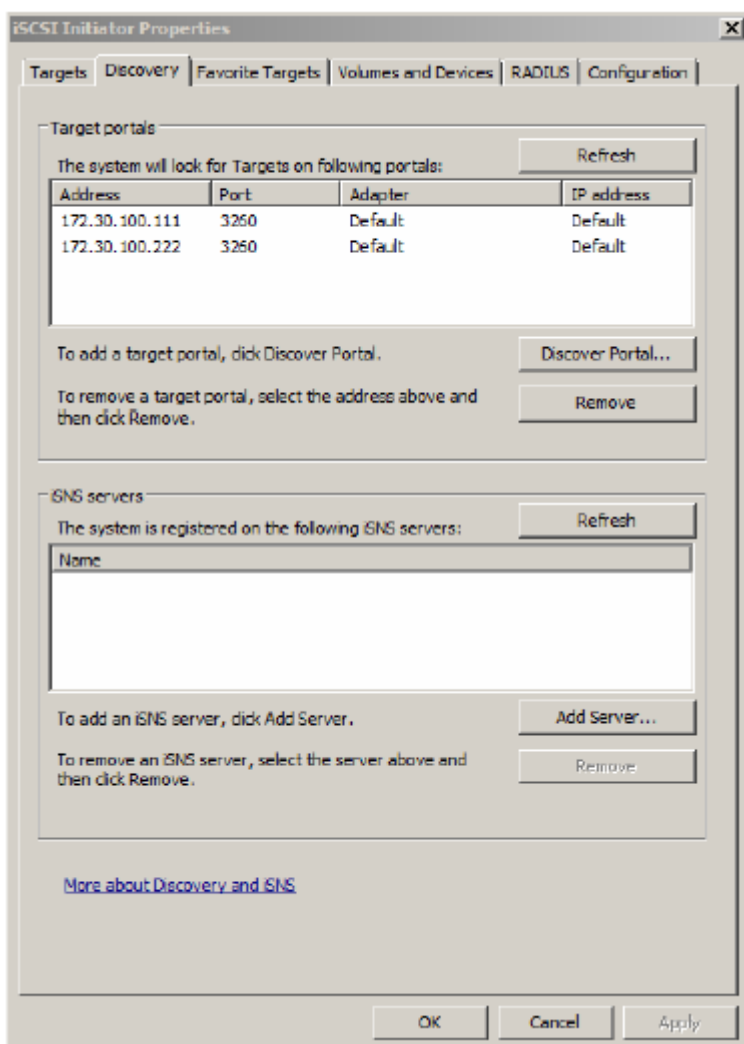 iSCSI Initiator Properties
Targets Discovery Favorite Targets Volumes and Devices RADIUS Configuration
Target portals
The system will look for Targets on following portals: Refresh
Address Port Adapter IP address
172.30.100.111 3260 Default Default
172.30.100.222 3260 Default Default
To add a target portal, click Discover Portal. Discover Portal...
To remove a target portal, select the address above and then click Remove. Remove
iSNS servers
The system is registered on the following iSNS servers: Refresh
Name
To add an iSNS server, click Add Server. Add Server...
To remove an iSNS server, select the server above and then click Remove. Remove
More about Discovery and iSNS
OK Cancel Apply